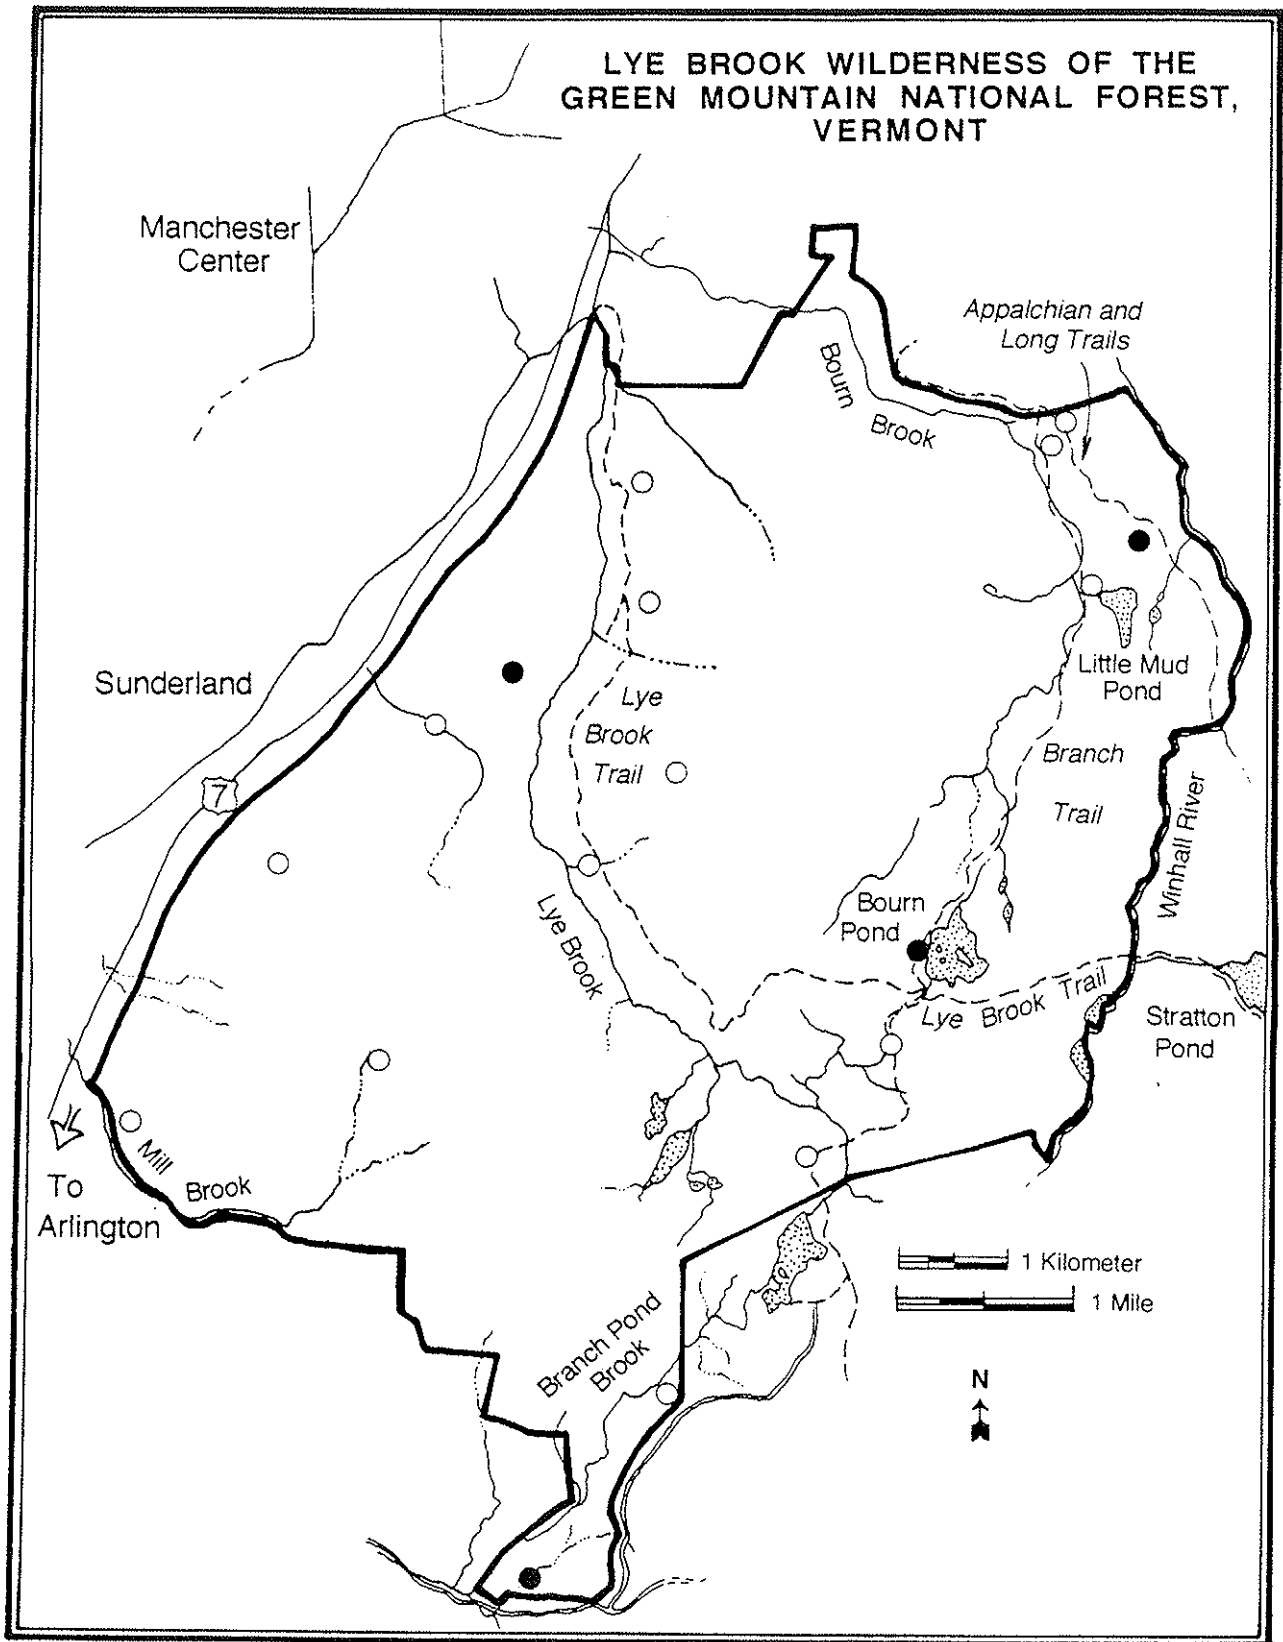 LYE BROOK WILDERNESS OF THE
GREEN MOUNTAIN NATIONAL FOREST,
VERMONT
Manchester
Center
Appalchian and
Long Trails
Bourn
Brook
Sunderland
Little Mud
Pond
Lye
Brook
Trail
Branch
Trail
7
Winhall River
Bourn
Pond
Lye Brook
Lye Brook Trail
Stratton
Pond
Mill
Brook
To
Arlington
1 Kilometer
1 Mile
Branch Pond
Brook
N